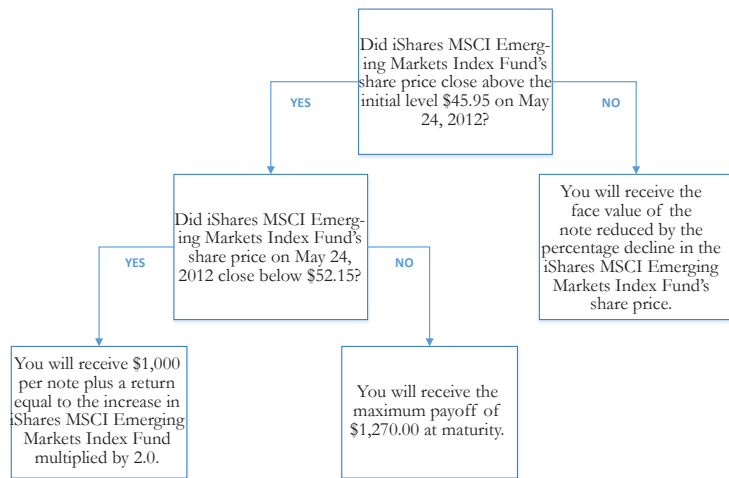 Did iShares MSCI Emerg-
ing Markets Index Fund's
share price close above the
initial level $45.95 on May
24, 2012?
YES
NO
Did iShares MSCI Emerg-
ing Markets Index Fund's
share price on May 24,
2012 close below $52.15?
You will receive the
face value of the
note reduced by the
percentage decline in the
iShares MSCI Emerging
Markets Index Fund's
share price.
YES
NO
You will receive $1,000
per note plus a return
equal to the increase in
iShares MSCI Emerging
Markets Index Fund
multiplied by 2.0.
You will receive the
maximum payoff of
$1,270.00 at maturity.